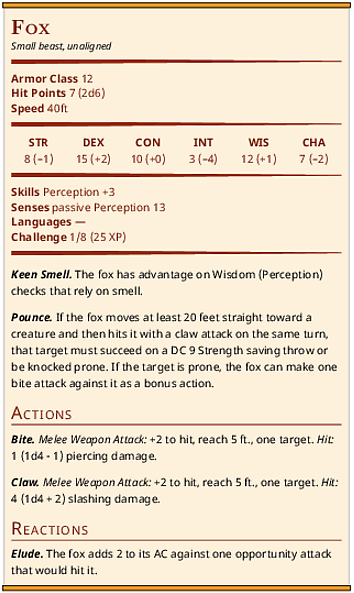 Fox
Small beast, unaligned
Armor Class 12
Hit Points 7 (2d6)
Speed 40ft
STR DEX CON INT WIS CHA
8 (–1) 15 (+2) 10 (+0) 3 (–4) 12 (+1) 7 (–2)
Skills Perception +3
Senses passive Perception 13
Languages —
Challenge 1/8 (25 XP)
Keen Smell. The fox has advantage on Wisdom (Perception)
checks that rely on smell.
Pounce. If the fox moves at least 20 feet straight toward a
creature and then hits it with a claw attack on the same turn,
that target must succeed on a DC 9 Strength saving throw or
be knocked prone. If the target is prone, the fox can make one
bite attack against it as a bonus action.
Actions
Bite. Melee Weapon Attack: +2 to hit, reach 5 ft., one target. Hit:
1 (1d4 - 1) piercing damage.
Claw. Melee Weapon Attack: +2 to hit, reach 5 ft., one target. Hit:
4 (1d4 + 2) slashing damage.
Reactions
Elude. The fox adds 2 to its AC against one opportunity attack
that would hit it.